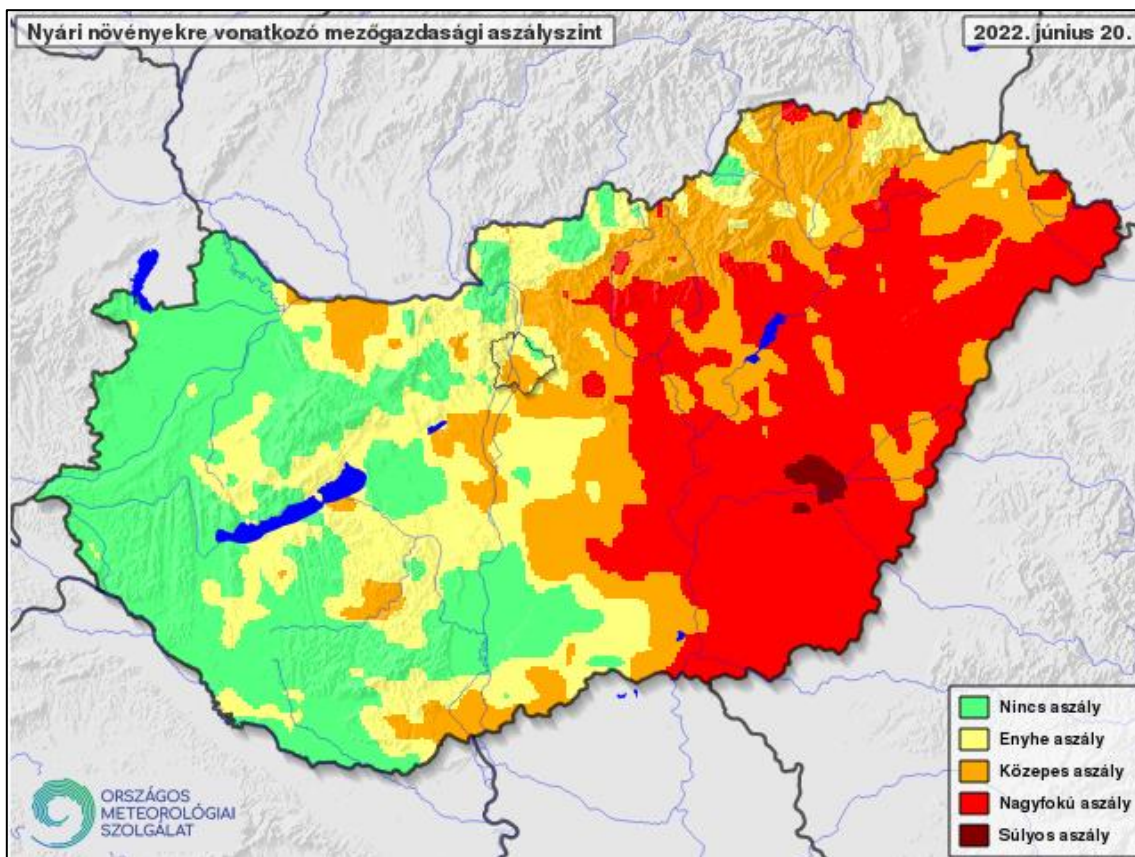 Nyári növényekre vonatkozó mezőgazdasági aszályszint
2022. június 20.
Nincs aszály
Enyhe aszály
Közepes aszály
Nagyfokú aszály
Súlyos aszály
ORSZÁGOS
METEOROLÓGIAI
SZOLGÁLAT